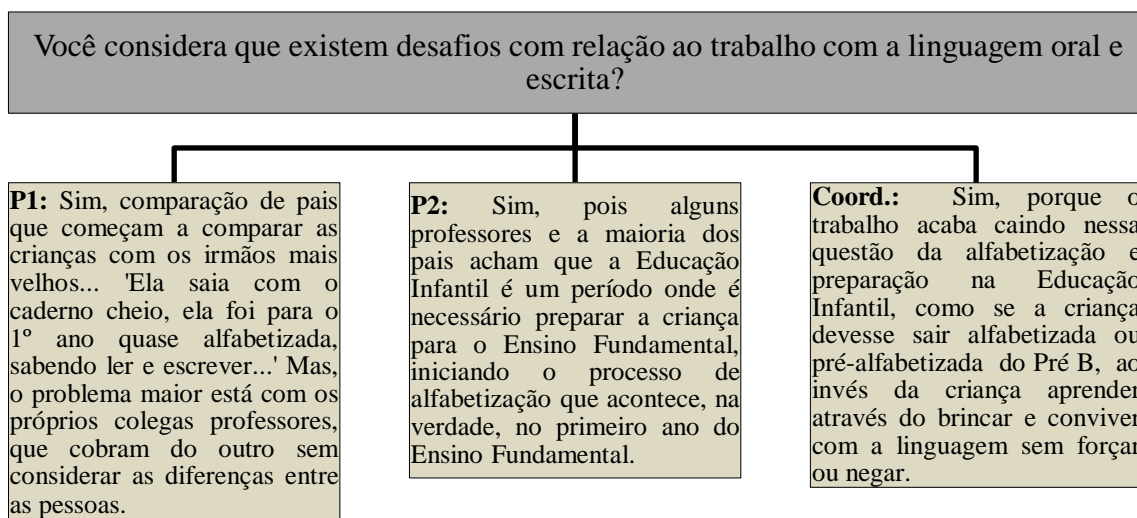 Você considera que existem desafios com relação ao trabalho com a linguagem oral e
escrita?
P1: Sim, comparação de pais
que começam a comparar as
crianças com os irmãos mais
velhos... 'Ela saia com o
caderno cheio, ela foi para o
1º ano quase alfabetizada,
sabendo ler e escrever...' Mas,
o problema maior está com os
próprios colegas professores,
que cobram do outro sem
considerar as diferenças entre
as pessoas.
P2: Sim, pois alguns
professores e a maioria dos
pais acham que a Educação
Infantil é um período onde é
necessário preparar a criança
para o Ensino Fundamental,
iniciando o processo de
alfabetização que acontece, na
verdade, no primeiro ano do
Ensino Fundamental.
Coord.: Sim, porque o
trabalho acaba caindo nessa
questão da alfabetização e
preparação na Educação
Infantil, como se a criança
devesse sair alfabetizada ou
pré-alfabetizada do Pré B, ao
invés da criança aprender
através do brincar e conviver
com a linguagem sem forçar
ou negar.